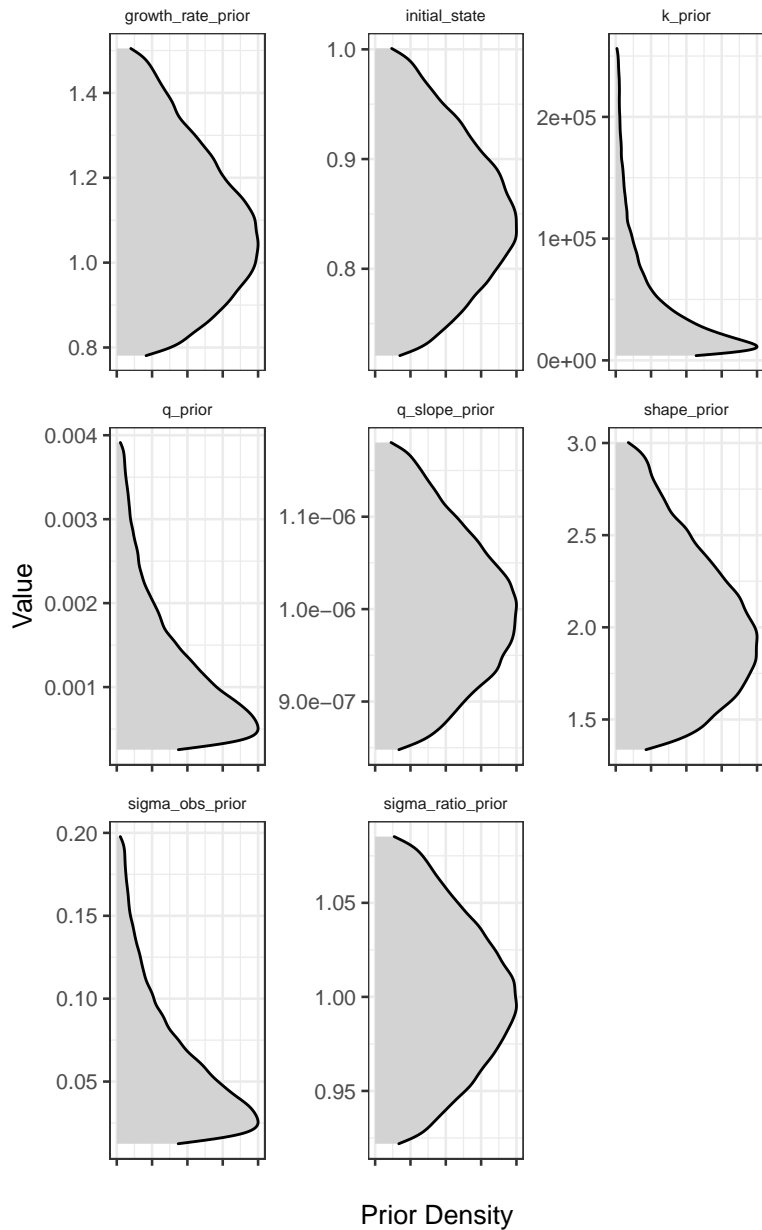 growth_rate_prior
initial_state
k_prior
1.4
1.2
1.0
0.8
1.0
0.9
0.8
2e+05
1e+05
0e+00
q_prior
q_slope_prior
shape_prior
0.004
0.003
0.002
0.001
1.1e−06
1.0e−06
9.0e−07
3.0
2.5
2.0
1.5
Value
sigma_obs_prior
sigma_ratio_prior
0.20
0.15
0.10
0.05
1.05
1.00
0.95
Prior Density